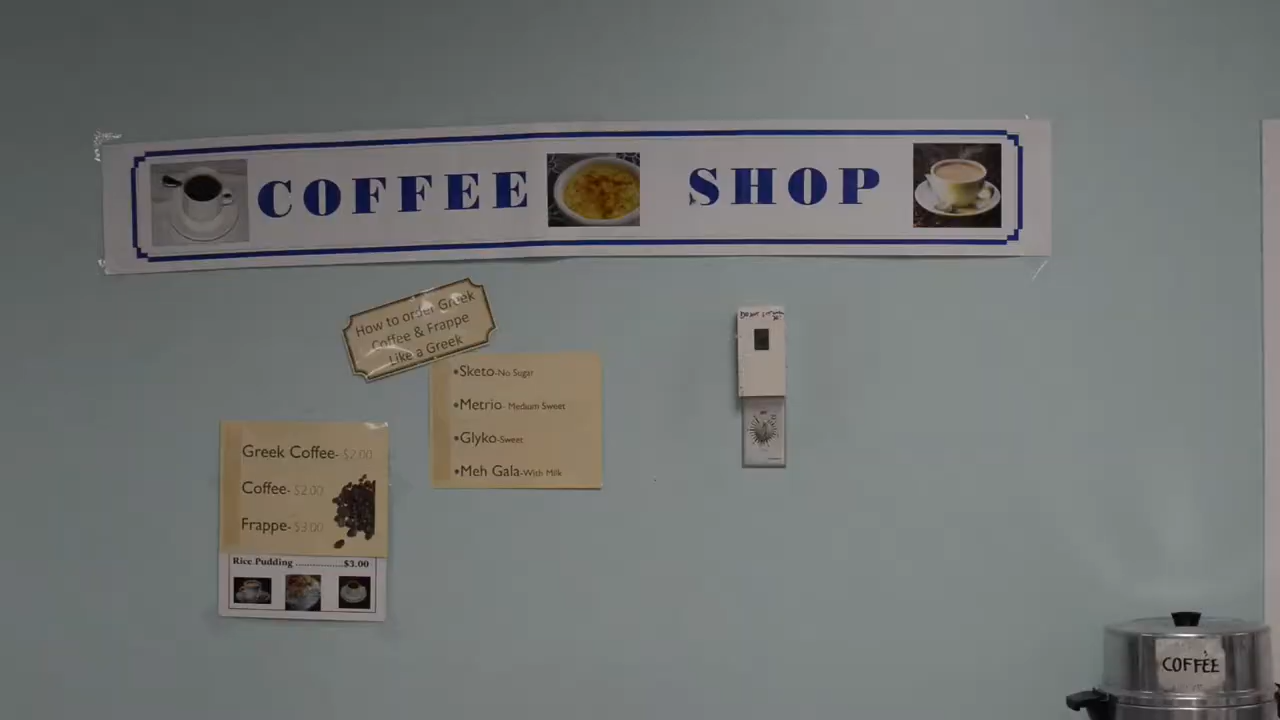 COFFEE SHOP
How to order Greek
Coffee & Frappe
Like a Greek
•Sketo-No Sugar
•Metrio- Medium Sweet
•Glyko-Sweet
•Meh Gala-With Milk
Greek Coffee- $2.00
Coffee- $2.00
Frappe- $3.00
Rice Pudding ................$3.00
COFFEE